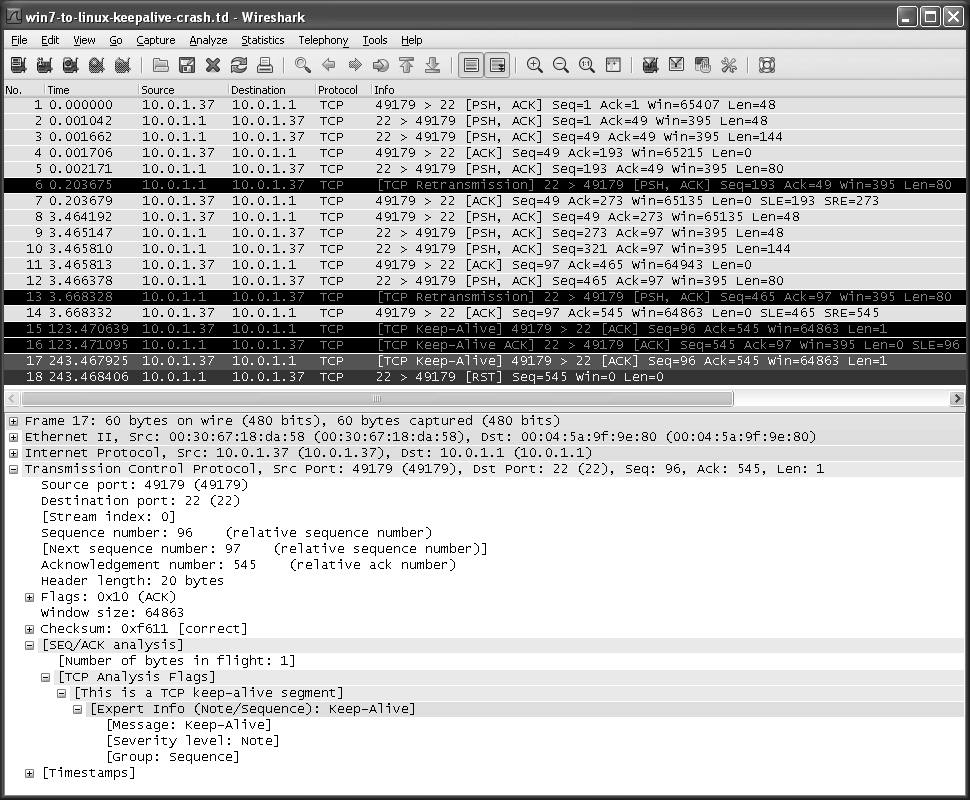 win7-to-linux-keepalive-crash.td - Wireshark
File Edit View Go Capture Analyze Statistics Telephony Tools Help
No. Time Source Destination Protocol Info
1 0.000000 10.0.1.37 10.0.1.1 TCP 49179 > 22 [PSH, ACK] Seq=1 Ack=1 Win=65407 Len=48
2 0.001042 10.0.1.1 10.0.1.37 TCP 22 > 49179 [PSH, ACK] Seq=1 Ack=49 Win=395 Len=48
3 0.001662 10.0.1.1 10.0.1.37 TCP 22 > 49179 [PSH, ACK] Seq=49 Ack=49 Win=395 Len=144
4 0.001706 10.0.1.37 10.0.1.1 TCP 49179 > 22 [ACK] Seq=49 Ack=193 Win=65215 Len=0
5 0.002171 10.0.1.1 10.0.1.37 TCP 22 > 49179 [PSH, ACK] Seq=193 Ack=49 Win=395 Len=80
6 0.203675 10.0.1.1 10.0.1.37 TCP [TCP Retransmission] 22 > 49179 [PSH, ACK] Seq=193 Ack=49 Win=395 Len=80
7 0.203679 10.0.1.37 10.0.1.1 TCP 49179 > 22 [ACK] Seq=49 Ack=273 Win=65135 Len=0 SLE=193 SRE=273
8 3.464192 10.0.1.37 10.0.1.1 TCP 49179 > 22 [PSH, ACK] Seq=49 Ack=273 Win=65135 Len=48
9 3.465147 10.0.1.1 10.0.1.37 TCP 22 > 49179 [PSH, ACK] Seq=273 Ack=97 Win=395 Len=48
10 3.465810 10.0.1.1 10.0.1.37 TCP 22 > 49179 [PSH, ACK] Seq=321 Ack=97 Win=395 Len=144
11 3.465813 10.0.1.37 10.0.1.1 TCP 49179 > 22 [ACK] Seq=97 Ack=465 Win=64943 Len=0
12 3.466378 10.0.1.1 10.0.1.37 TCP 22 > 49179 [PSH, ACK] Seq=465 Ack=97 Win=395 Len=80
13 3.668328 10.0.1.1 10.0.1.37 TCP [TCP Retransmission] 22 > 49179 [PSH, ACK] Seq=465 Ack=97 Win=395 Len=80
14 3.668332 10.0.1.37 10.0.1.1 TCP 49179 > 22 [ACK] Seq=97 Ack=545 Win=64863 Len=0 SLE=465 SRE=545
15 123.470639 10.0.1.37 10.0.1.1 TCP [TCP Keep-Alive] 49179 > 22 [ACK] Seq=96 Ack=545 Win=64863 Len=1
16 123.471095 10.0.1.1 10.0.1.37 TCP [TCP Keep-Alive ACK] 22 > 49179 [ACK] Seq=545 Ack=97 Win=395 Len=0 SLE=96
17 243.467925 10.0.1.37 10.0.1.1 TCP [TCP Keep-Alive] 49179 > 22 [ACK] Seq=96 Ack=545 Win=64863 Len=1
18 243.468406 10.0.1.1 10.0.1.37 TCP 22 > 49179 [RST] Seq=545 Win=0 Len=0
Frame 17: 60 bytes on wire (480 bits), 60 bytes captured (480 bits)
Ethernet II, Src: 00:30:67:18:da:58 (00:30:67:18:da:58), Dst: 00:04:5a:9f:9e:80 (00:04:5a:9f:9e:80)
Internet Protocol, Src: 10.0.1.37 (10.0.1.37), Dst: 10.0.1.1 (10.0.1.1)
Transmission Control Protocol, Src Port: 49179 (49179), Dst Port: 22 (22), Seq: 96, Ack: 545, Len: 1
Source port: 49179 (49179)
Destination port: 22 (22)
[Stream index: 0]
Sequence number: 96 (relative sequence number)
[Next sequence number: 97 (relative sequence number)]
Acknowledgement number: 545 (relative ack number)
Header length: 20 bytes
Flags: 0x10 (ACK)
Window size: 64863
Checksum: 0xf611 [correct]
[SEQ/ACK analysis]
[Number of bytes in flight: 1]
[TCP Analysis Flags]
[This is a TCP keep-alive segment]
[Expert Info (Note/Sequence): Keep-Alive]
[Message: Keep-Alive]
[Severity level: Note]
[Group: Sequence]
[Timestamps]